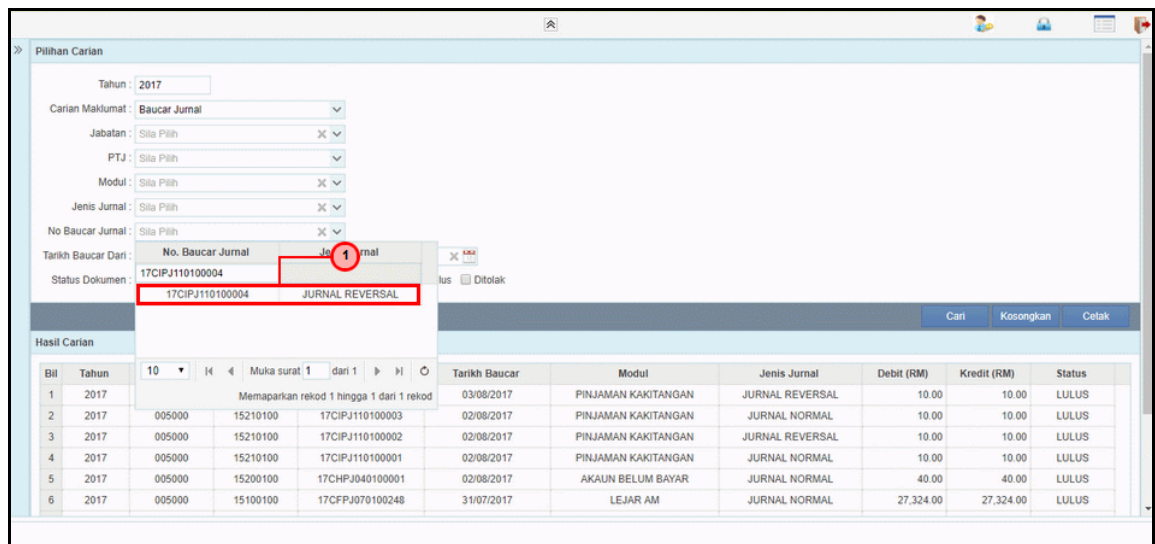 Pilihan Carian
Tahun : 2017
Carian Maklumat : Baucar Jurnal
Jabatan : Sila Pilih
PTJ : Sila Pilih
Modul : Sila Pilih
Jenis Jurnal : Sila Pilih
No Baucar Jurnal : Sila Pilih
Tarikh Baucar Dari :
Status Dokumen : lus Ditolak
No. Baucar Jurnal Je rnal
1
17CIPJ110100004
17CIPJ110100004 JURNAL REVERSAL
10 Muka surat 1 dari 1
Memaparkan rekod 1 hingga 1 dari 1 rekod
Cari Kosongkan Cetak
Hasil Carian
Bil Tahun Tarikh Baucar Modul Jenis Jurnal Debit (RM) Kredit (RM) Status
1 2017 03/08/2017 PINJAMAN KAKITANGAN JURNAL REVERSAL 10.00 10.00 LULUS
2 2017 005000 15210100 17CIPJ110100003 02/08/2017 PINJAMAN KAKITANGAN JURNAL NORMAL 10.00 10.00 LULUS
3 2017 005000 15210100 17CIPJ110100002 02/08/2017 PINJAMAN KAKITANGAN JURNAL REVERSAL 10.00 10.00 LULUS
4 2017 005000 15210100 17CIPJ110100001 02/08/2017 PINJAMAN KAKITANGAN JURNAL NORMAL 10.00 10.00 LULUS
5 2017 005000 15200100 17CHPJ040100001 02/08/2017 AKAUN BELUM BAYAR JURNAL NORMAL 40.00 40.00 LULUS
6 2017 005000 15100100 17CFPJ070100248 31/07/2017 LEJAR AM JURNAL NORMAL 27,324.00 27,324.00 LULUS